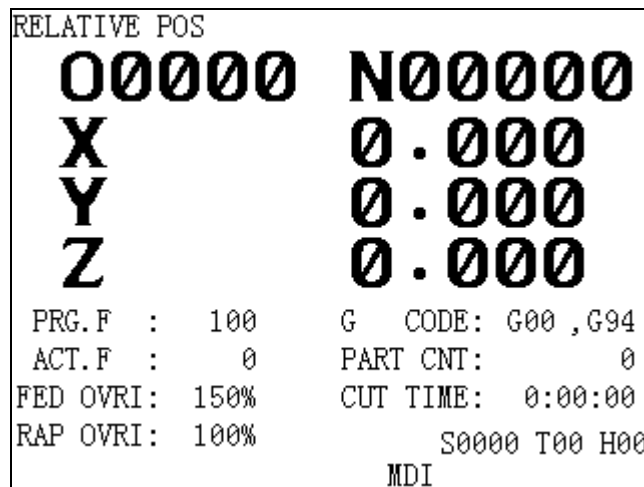 RELATIVE POS
O0000 N00000
X 0.000
Y 0.000
Z 0.000
PRG.F : 100 G CODE: G00 ,G94
ACT.F : 0 PART CNT: 0
FED OVRI: 150% CUT TIME: 0:00:00
RAP OVRI: 100% S0000 T00 H00
MDI